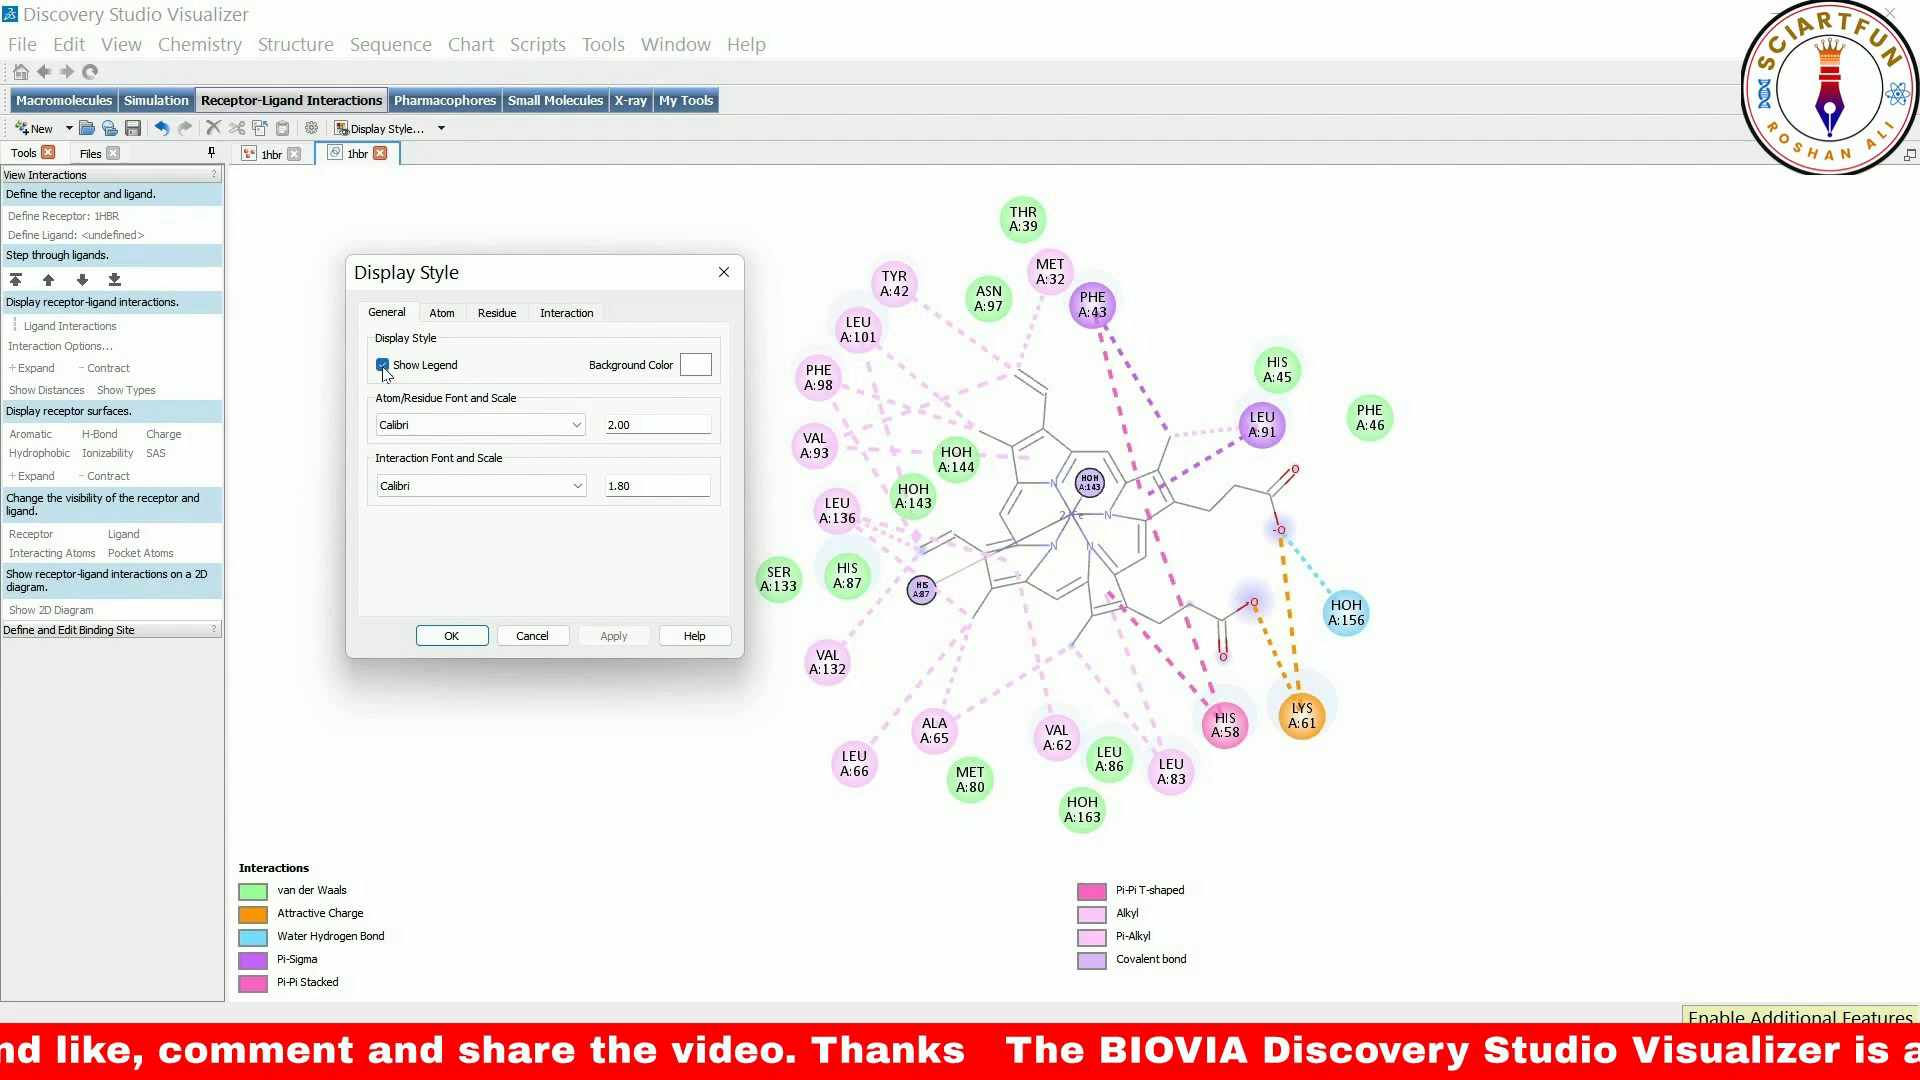 Discovery Studio Visualizer
File Edit View Chemistry Structure Sequence Chart Scripts Tools Window Help
Macromolecules Simulation Receptor-Ligand Interactions Pharmacophores Small Molecules X-ray My Tools
New Display Style...
Tools Files 1hbr 1hbr
SCIARTFUN
ROSHAN ALI
View Interactions ?
Define the receptor and ligand.
Define Receptor: 1HBR
Define Ligand: <undefined>
Step through ligands.
Display receptor-ligand interactions.
Ligand Interactions
Interaction Options...
+ Expand - Contract
Show Distances Show Types
Display receptor surfaces.
Aromatic H-Bond Charge
Hydrophobic Ionizability SAS
+ Expand - Contract
Change the visibility of the receptor and
ligand.
Receptor Ligand
Interacting Atoms Pocket Atoms
Show receptor-ligand interactions on a 2D
diagram.
Show 2D Diagram
Define and Edit Binding Site ?
Display Style
General Atom Residue Interaction
Display Style
Show Legend Background Color
Atom/Residue Font and Scale
Calibri 2.00
Interaction Font and Scale
Calibri 1.80
OK Cancel Apply Help
THR
A:39
MET
A:32
TYR
A:42
ASN
A:97
PHE
A:43
LEU
A:101
HIS
A:45
PHE
A:98
PHE
A:46
LEU
A:91
VAL
A:93
HOH
A:144
HOH
A:143
HOH
A:143
LEU
A:136
O
N
N
N
N
-O
HIS
A:87
SER
A:133
HIS
A:87
-O
HOH
A:156
O
VAL
A:132
LYS
A:61
HIS
A:58
ALA
A:65
VAL
A:62
LEU
A:86
LEU
A:66
LEU
A:83
MET
A:80
HOH
A:163
Interactions
van der Waals
Attractive Charge
Water Hydrogen Bond
Pi-Sigma
Pi-Pi Stacked
Pi-Pi T-shaped
Alkyl
Pi-Alkyl
Covalent bond
Enable Additional Features
nd like, comment and share the video. Thanks The BIOVIA Discovery Studio Visualizer is a